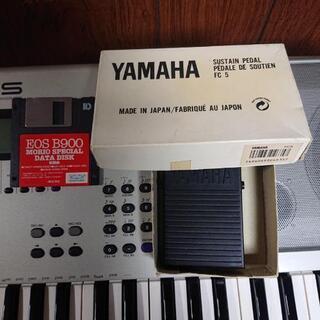 YAMAHA
SUSTAIN PEDAL
PÉDALE DE SOUTIEN
FC 5
MADE IN JAPAN/FABRIQUÉ AU JAPON
EOS B900
MORIO SPECIAL
DATA DISK
YAMAHA
YAMAHA